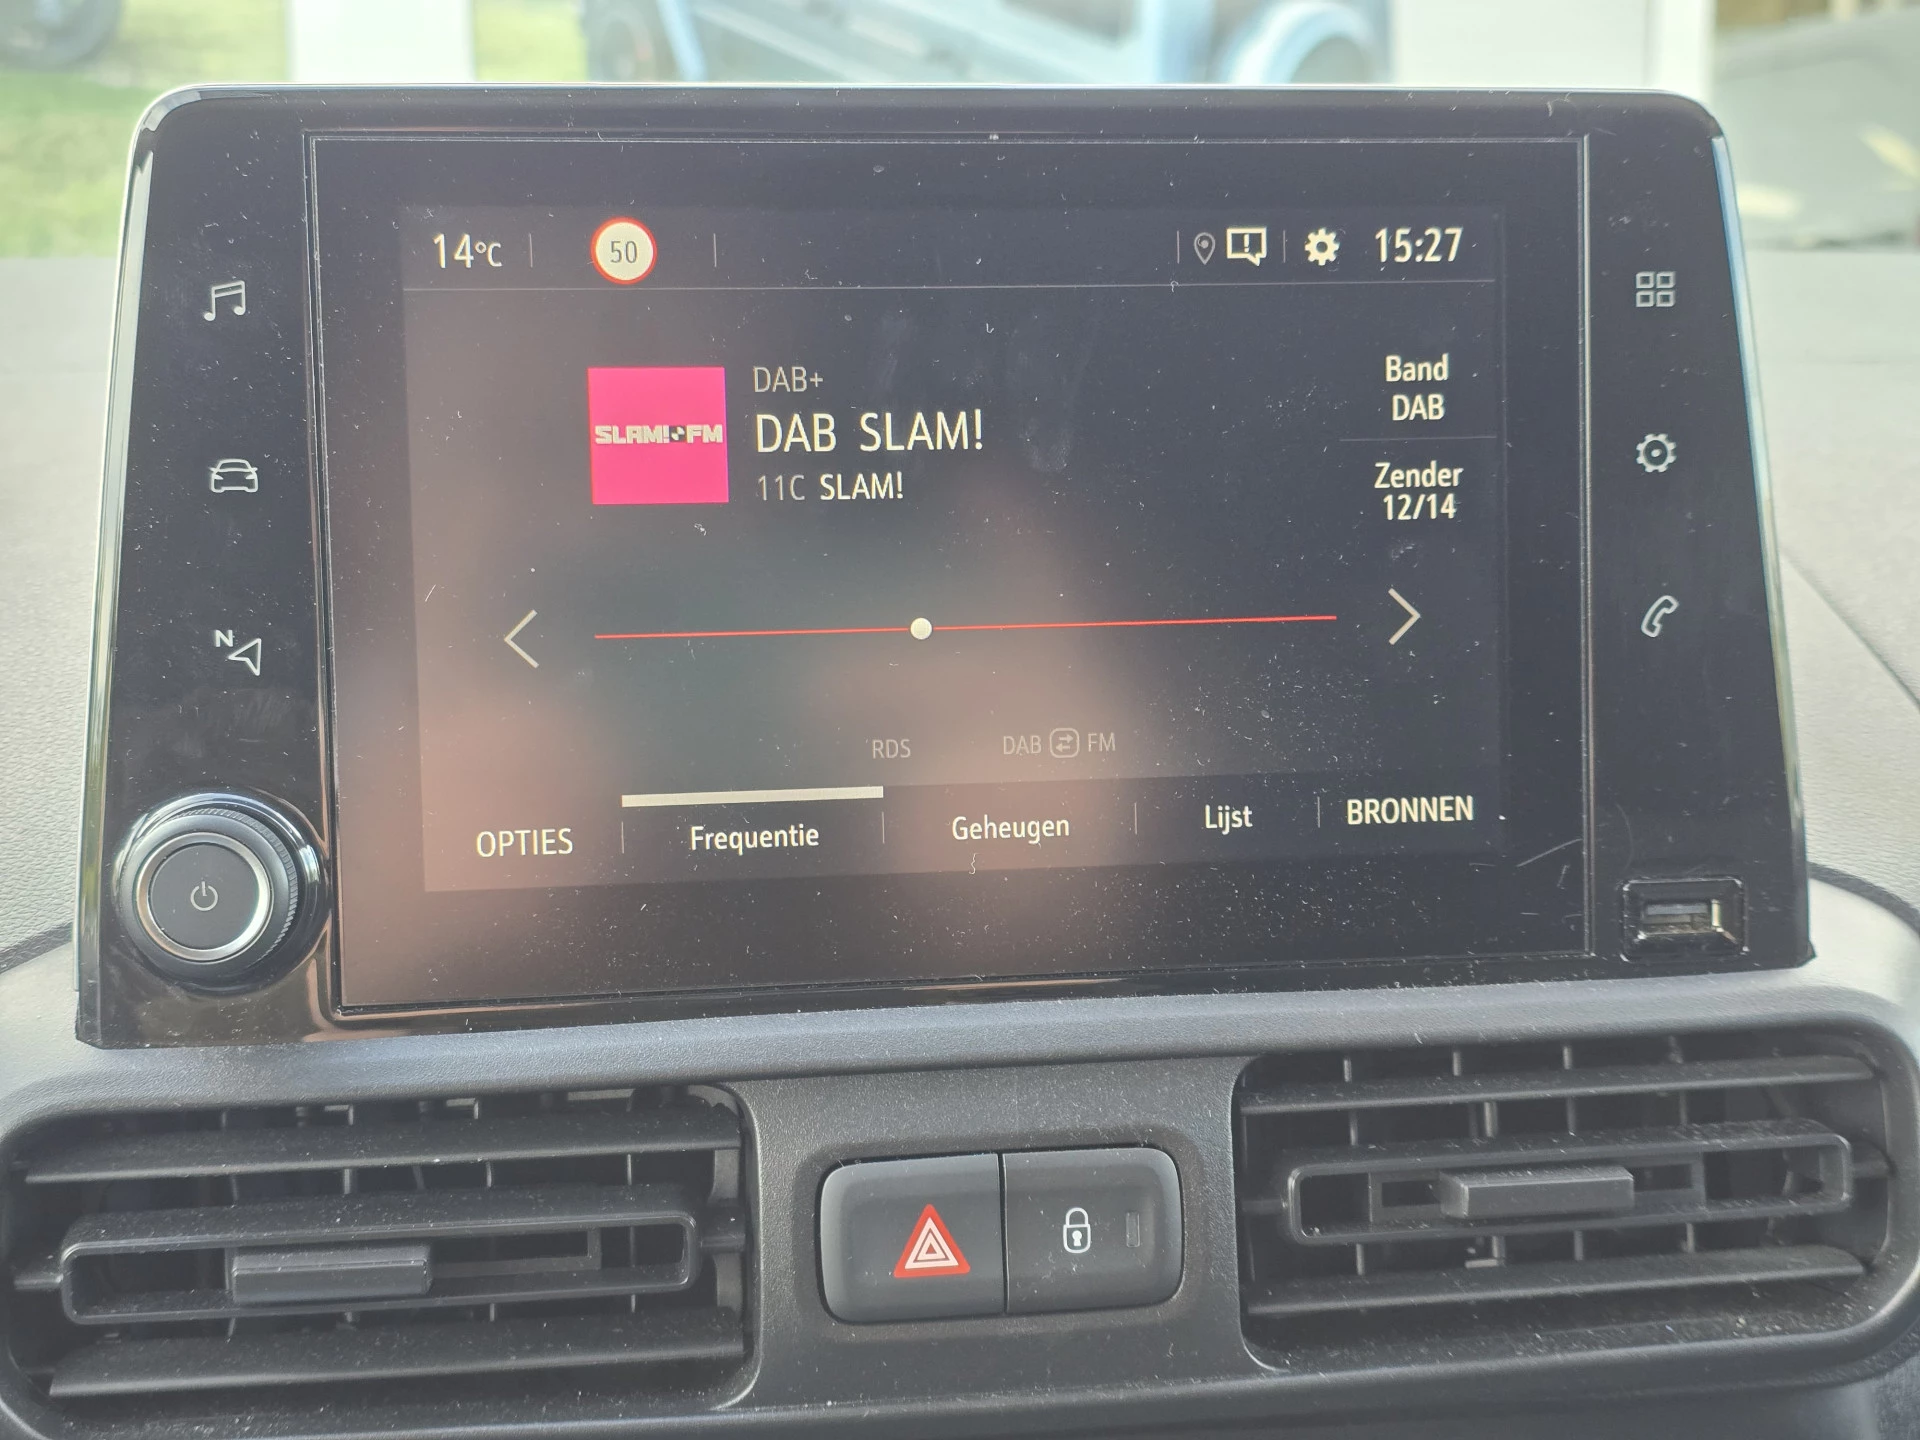 14°C
50
15:27
N
SLAM! FM
DAB+
DAB SLAM!
11C SLAM!
Band
DAB
Zender
12/14
RDS
DAB FM
OPTIES
Frequentie
Geheugen
Lijst
BRONNEN